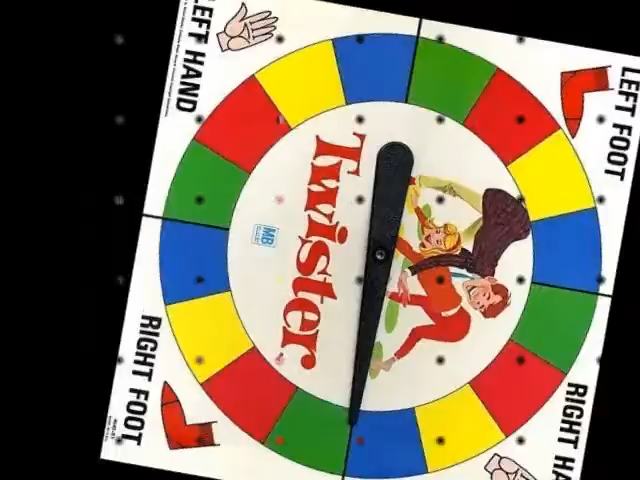 LEFT HAND
LEFT FOOT
Twister
MB
RIGHT FOOT
RIGHT HA